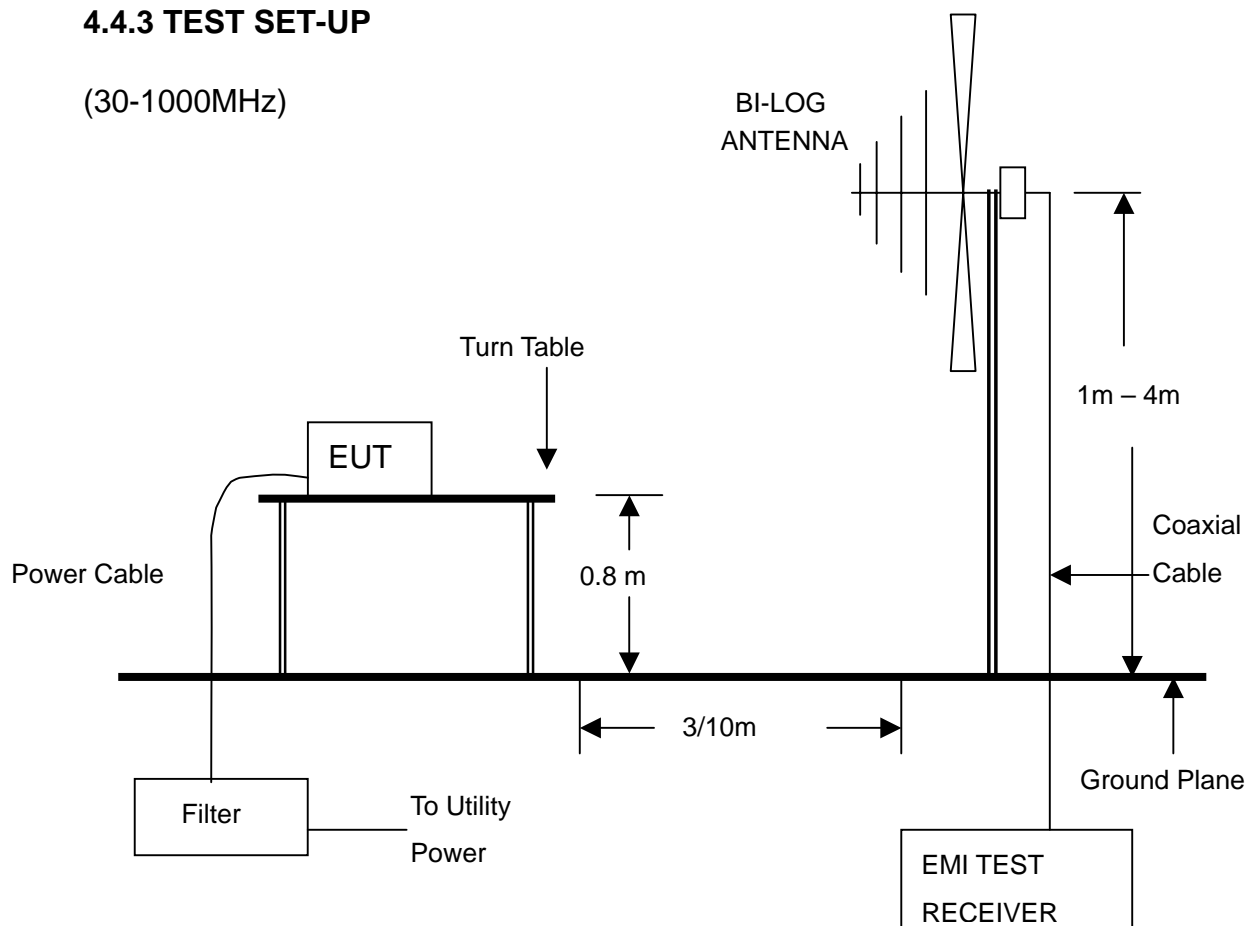 4.4.3 TEST SET-UP
(30-1000MHz)
BI-LOG
ANTENNA
Turn Table
1m – 4m
EUT
Coaxial
Cable
Power Cable
0.8 m
3/10m
Ground Plane
Filter
To Utility
Power
EMI TEST
RECEIVER